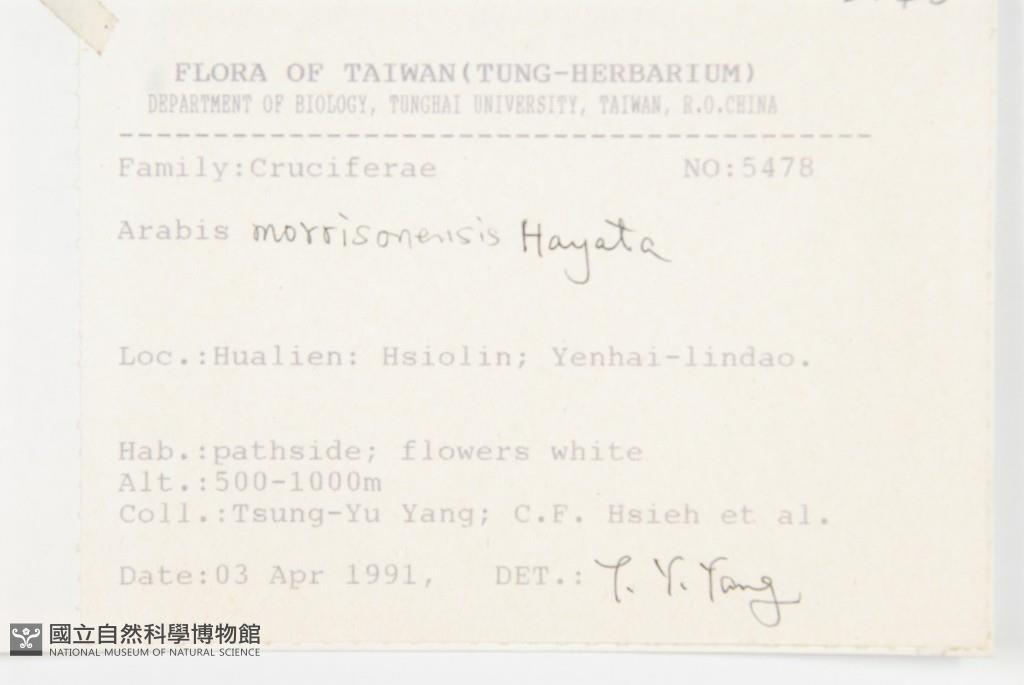 FLORA OF TAIWAN(TUNG-HERBARIUM)
DEPARTMENT OF BIOLOGY, TUNGHAI UNIVERSITY, TAIWAN, R.O.CHINA
Family:Cruciferae NO:5478
Arabis morrisonensis Hayata
Loc.:Hualien: Hsiolin; Yenhai-lindao.
Hab.:pathside; flowers white
Alt.:500-1000m
Coll.:Tsung-Yu Yang; C.F. Hsieh et al.
Date:03 Apr 1991, DET.: T. Y. Yang
國立自然科學博物館
NATIONAL MUSEUM OF NATURAL SCIENCE